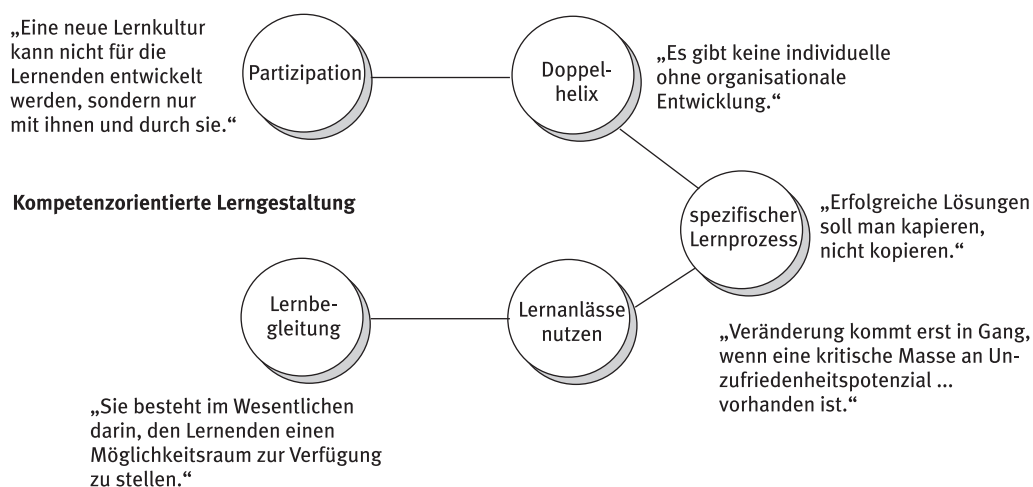 „Eine neue Lernkultur
kann nicht für die
Lernenden entwickelt
werden, sondern nur
mit ihnen und durch sie.“
Partizipation
Doppel-
helix
„Es gibt keine individuelle
ohne organisationale
Entwicklung.“
Kompetenzorientierte Lerngestaltung
spezifischer
Lernprozess
„Erfolgreiche Lösungen
soll man kapieren,
nicht kopieren.“
Lernbe-
gleitung
Lernanlässe
nutzen
„Veränderung kommt erst in Gang,
wenn eine kritische Masse an Un-
zufriedenheitspotenzial ...
vorhanden ist.“
„Sie besteht im Wesentlichen
darin, den Lernenden einen
Möglichkeitsraum zur Verfügung
zu stellen.“